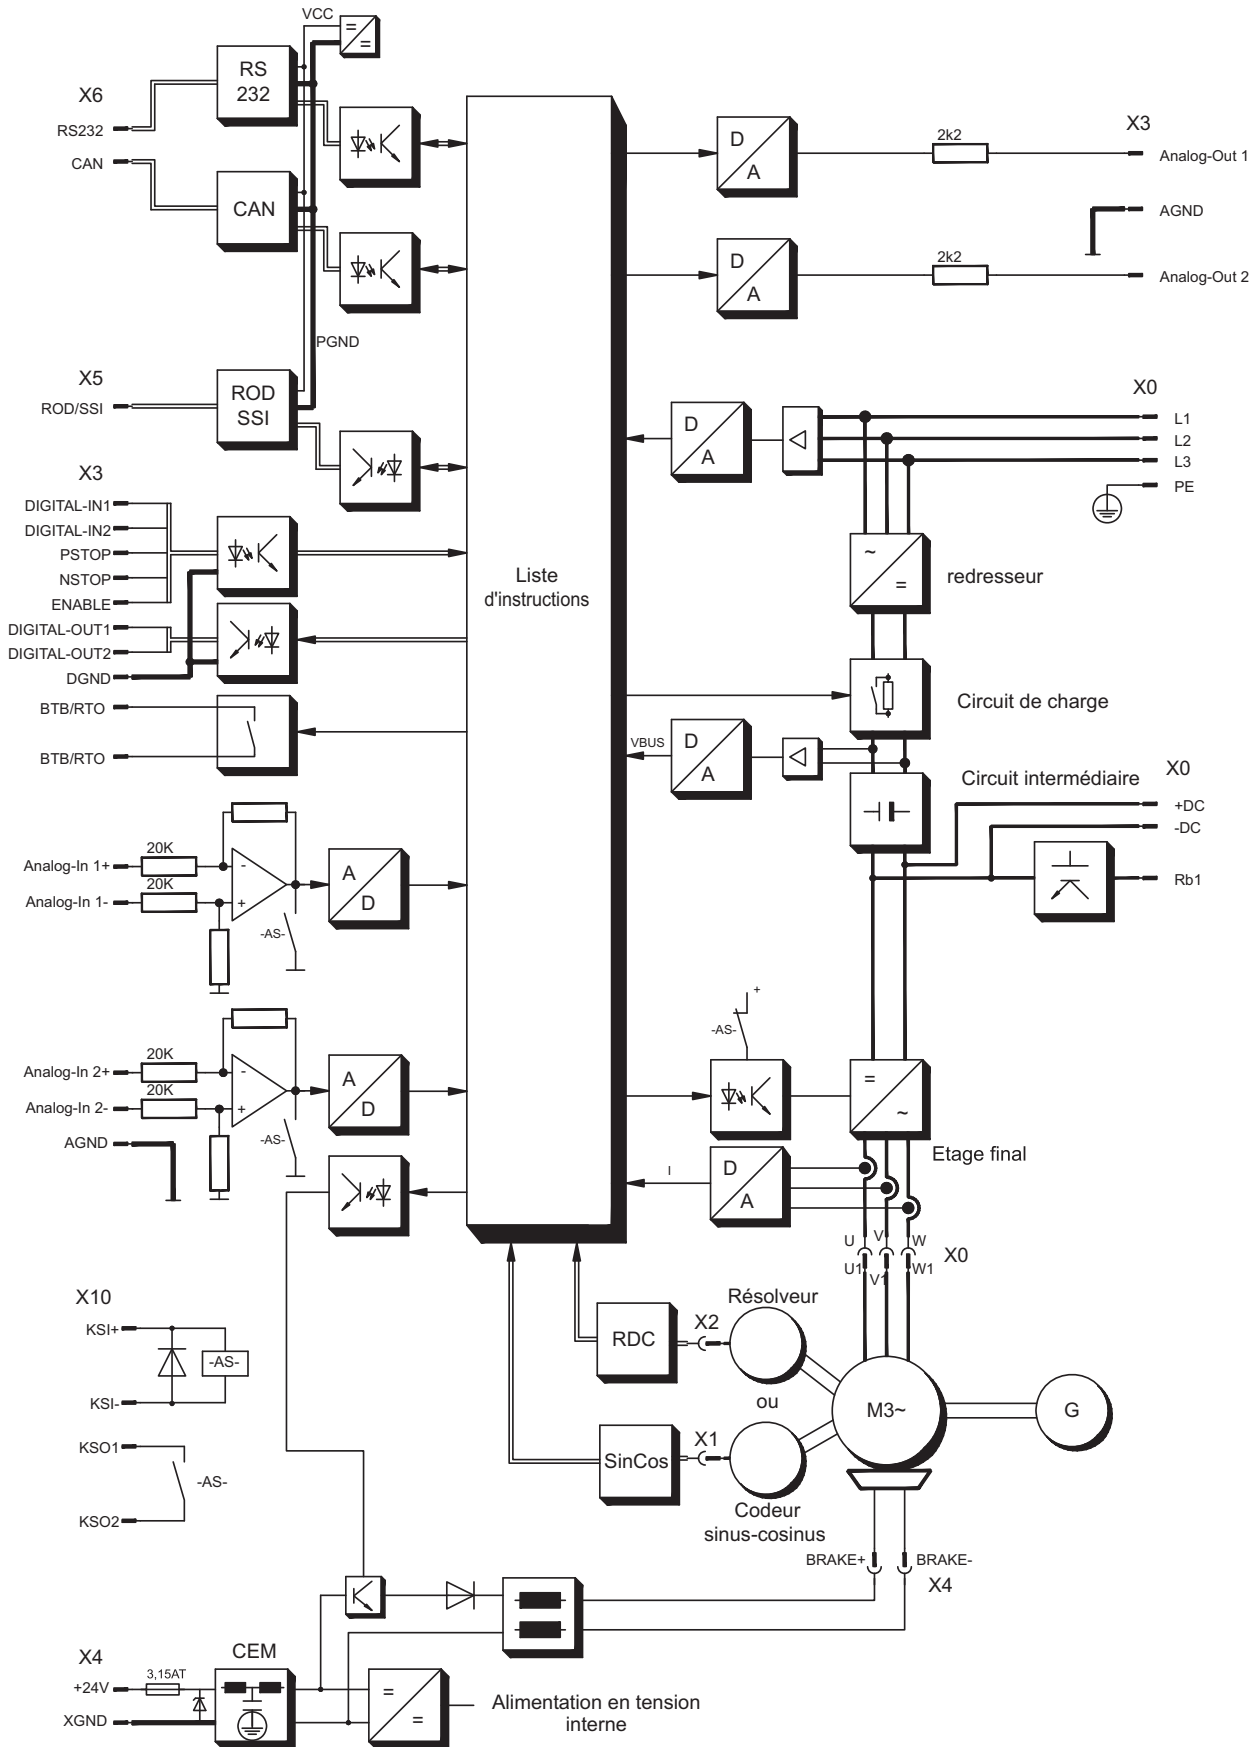 VCC
=
=
RS
232
X6
RS232
CAN
CAN
PGND
X5
ROD/SSI
ROD
SSI
X3
DIGITAL-IN1
DIGITAL-IN2
PSTOP
NSTOP
ENABLE
DIGITAL-OUT1
DIGITAL-OUT2
DGND
BTB/RTO
BTB/RTO
Analog-In 1+
20K
-
20K
Analog-In 1-
+
-AS-
A
D
Analog-In 2+
20K
-
20K
Analog-In 2-
+
-AS-
A
D
AGND
Liste
d'instructions
D
A
2k2
X3
Analog-Out 1
AGND
D
A
2k2
Analog-Out 2
X0
L1
L2
L3
PE
D
A
~
=
redresseur
Circuit de charge
VBUS
D
A
Circuit intermédiaire
X0
+DC
-DC
Rb1
+
-AS-
=
~
Etage final
I
D
A
U
V
W
X0
U1
V1
W1
X10
KSI+
-AS-
KSI-
KSO1
-AS-
KSO2
Résolveur
X2
RDC
ou
M3~
G
X1
SinCos
Codeur
sinus-cosinus
BRAKE+
BRAKE-
X4
X4
CEM
3,15AT
+24V
XGND
=
=
Alimentation en tension
interne